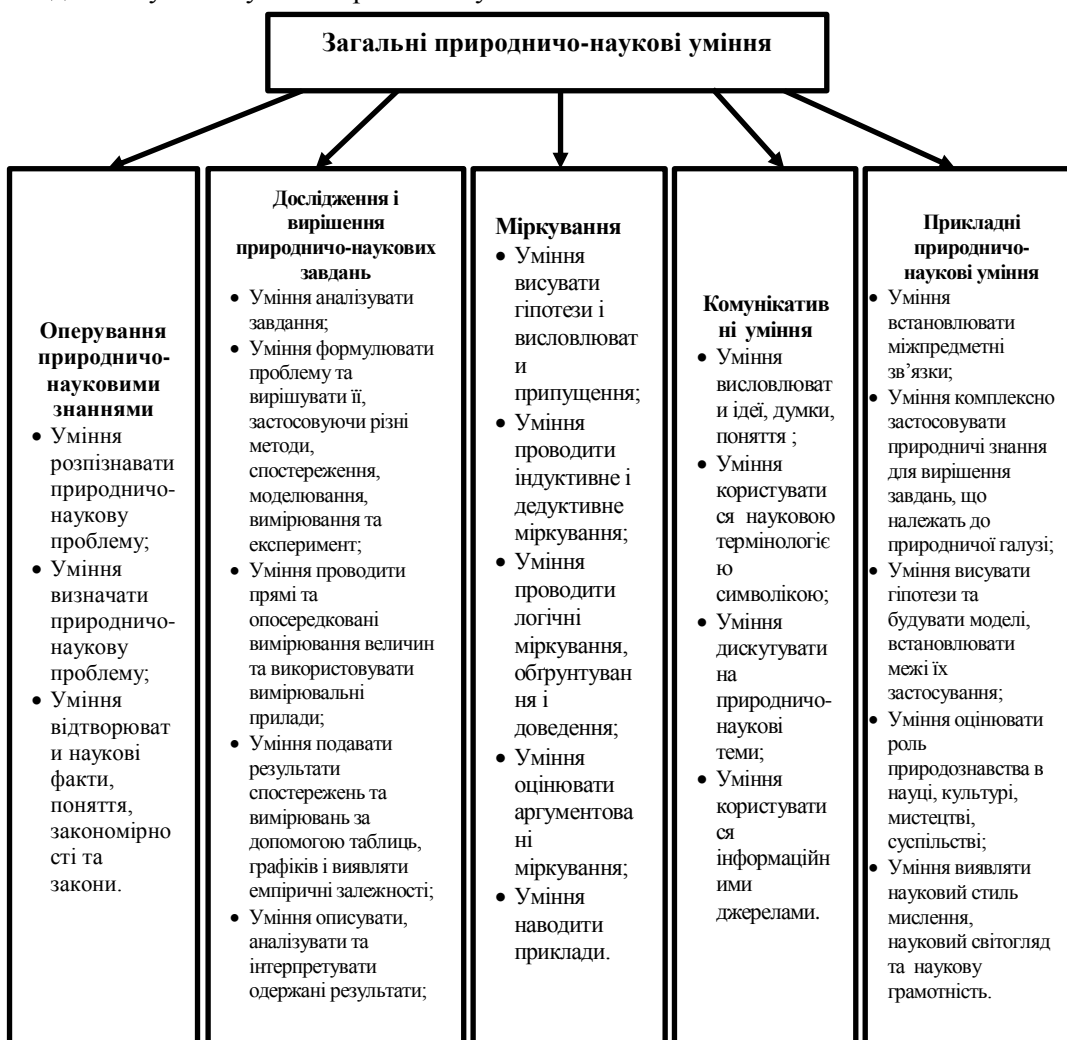 Загальні природничо-наукові уміння
Оперування
природничо-
науковими
знаннями
• Уміння
розпізнавати
природничо-
наукову
проблему;
• Уміння
визначати
природничо-
наукову
проблему;
• Уміння
відтворюват
и наукові
факти,
поняття,
закономірно
сті та
закони.
Дослідження і
вирішення
природничо-наукових
завдань
• Уміння аналізувати
завдання;
• Уміння формулювати
проблему та
вирішувати її,
застосовуючи різні
методи,
спостереження,
моделювання,
вимірювання та
експеримент;
• Уміння проводити
прямі та
опосередковані
вимірювання величин
та використовувати
вимірювальні
прилади;
• Уміння подавати
результати
спостережень та
вимірювань за
допомогою таблиць,
графіків і виявляти
емпіричні залежності;
• Уміння описувати,
аналізувати та
інтерпретувати
одержані результати;
Міркування
• Уміння
висувати
гіпотези і
висловлюват
и
припущення;
• Уміння
проводити
індуктивне і
дедуктивне
міркування;
• Уміння
проводити
логічні
міркування,
обґрунтуван
ня і
доведення;
• Уміння
оцінювати
аргументова
ні
міркування;
• Уміння
наводити
приклади.
Комунікатив
ні уміння
• Уміння
висловлюват
и ідеї, думки,
поняття ;
• Уміння
користувати
ся науковою
термінологіє
ю
символікою;
• Уміння
дискутувати
на
природничо-
наукові
теми;
• Уміння
користувати
ся
інформаційн
ими
джерелами.
Прикладні
природничо-
наукові уміння
• Уміння
встановлювати
міжпредметні
зв’язки;
• Уміння комплексно
застосовувати
природничі знання
для вирішення
завдань, що
належать до
природничої галузі;
• Уміння висувати
гіпотези та
будувати моделі,
встановлювати
межі їх
застосування;
• Уміння оцінювати
роль
природознавства в
науці, культурі,
мистецтві,
суспільстві;
• Уміння виявляти
науковий стиль
мислення,
науковий світогляд
та наукову
грамотність.